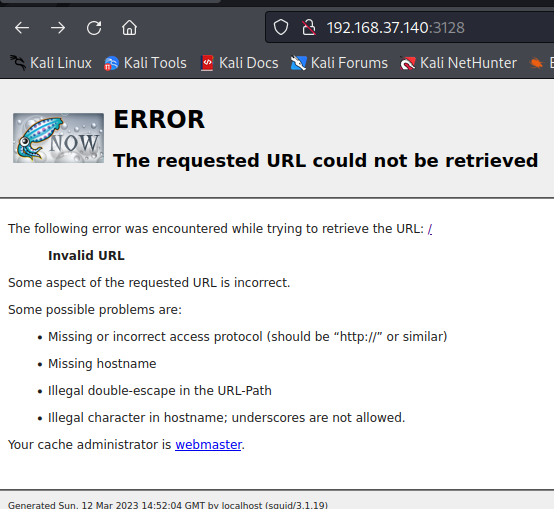 192.168.37.140:3128
Kali Linux Kali Tools Kali Docs Kali Forums Kali NetHunter
NOW
ERROR
The requested URL could not be retrieved
The following error was encountered while trying to retrieve the URL: /
Invalid URL
Some aspect of the requested URL is incorrect.
Some possible problems are:
• Missing or incorrect access protocol (should be “http://” or similar)
• Missing hostname
• Illegal double-escape in the URL-Path
• Illegal character in hostname; underscores are not allowed.
Your cache administrator is webmaster.
Generated Sun, 12 Mar 2023 14:52:04 GMT by localhost (squid/3.1.19)